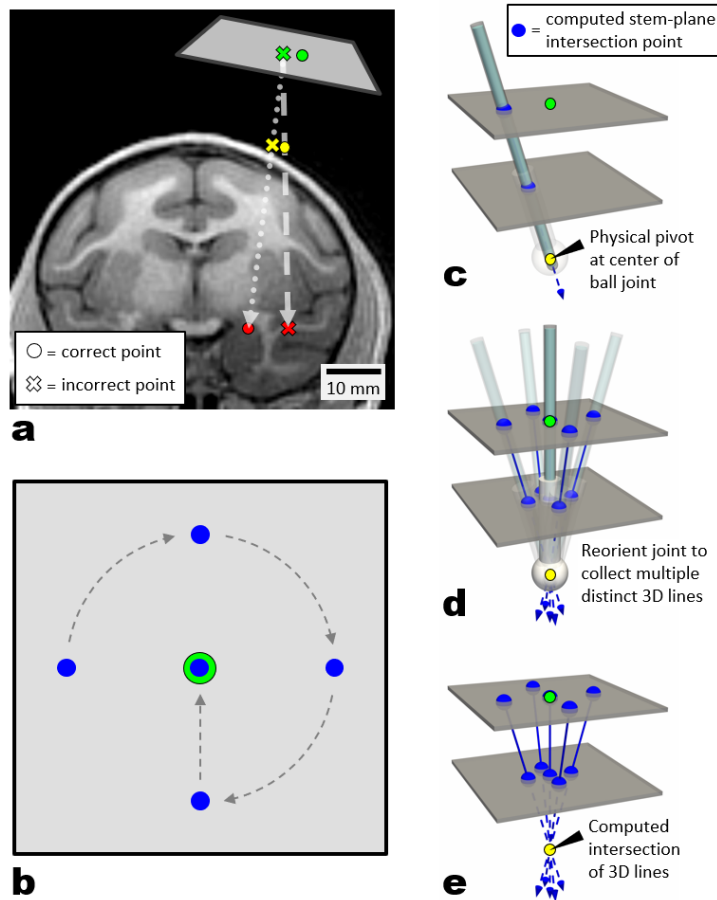 = computed stem-plane
intersection point
○ = correct point
✕ = incorrect point
10 mm
a
Physical pivot
at center of
ball joint
c
Reorient joint to
collect multiple
distinct 3D lines
d
b
Computed
intersection
of 3D lines
e